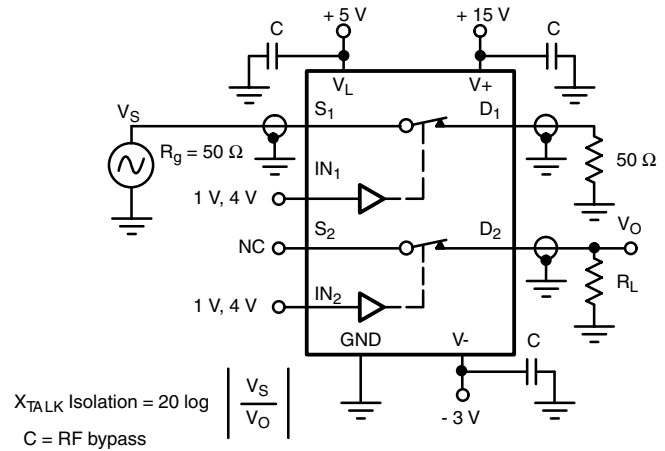 + 5 V
+ 15 V
C
C
V_L
V+
V_S
S_1
D_1
R_g = 50 Ω
50 Ω
IN_1
1 V, 4 V
V_O
S_2
D_2
NC
R_L
IN_2
1 V, 4 V
GND
V-
C
X_TALK Isolation = 20 log | V_S / V_O |
- 3 V
C = RF bypass